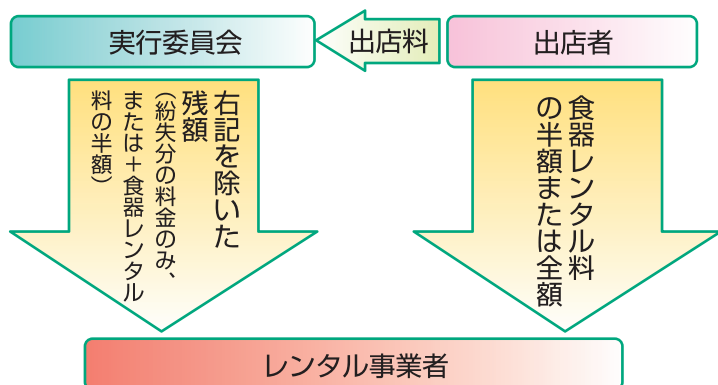 実行委員会
出店料
出店者
右記を除いた
残額
(紛失分の料金のみ、
または＋食器レンタル
料の半額)
食器レンタル料
の半額または全額
レンタル事業者